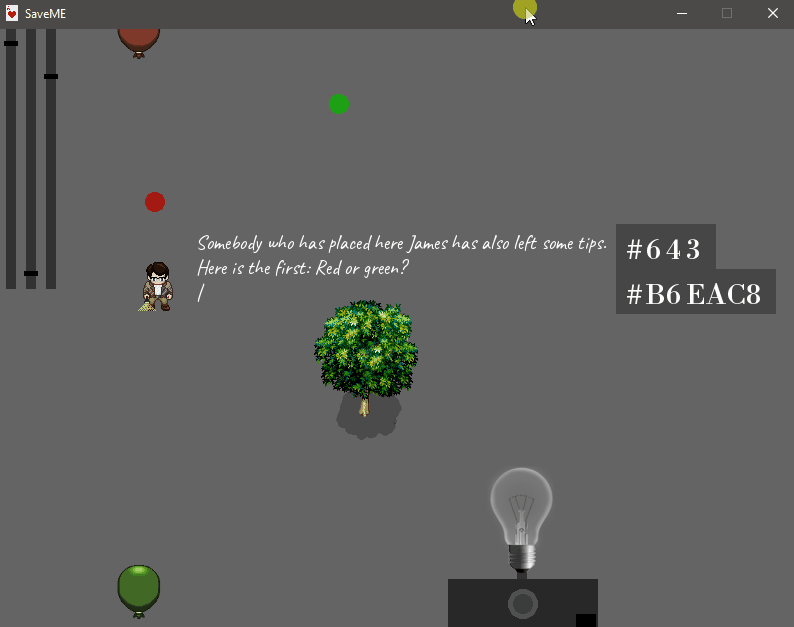 SaveME
Somebody who has placed here James has also left some tips.
Here is the first: Red or green?
/
#643
#B6EAC8